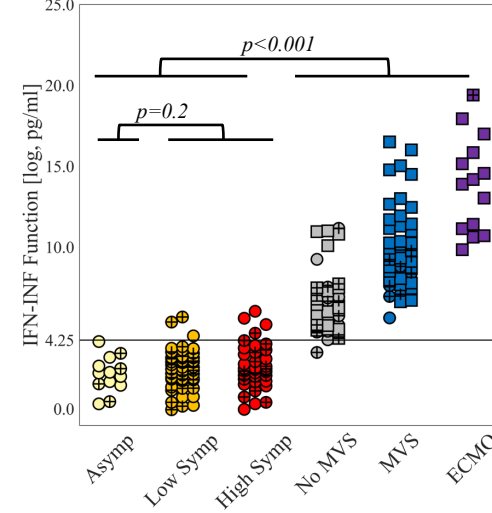 25.0
20.0
15.0
10.0
4.25
0.0
IFN-INF Function [log, pg/ml]
p<0.001
p=0.2
Asymp
Low Symp
High Symp
No MVS
MVS
ECMO